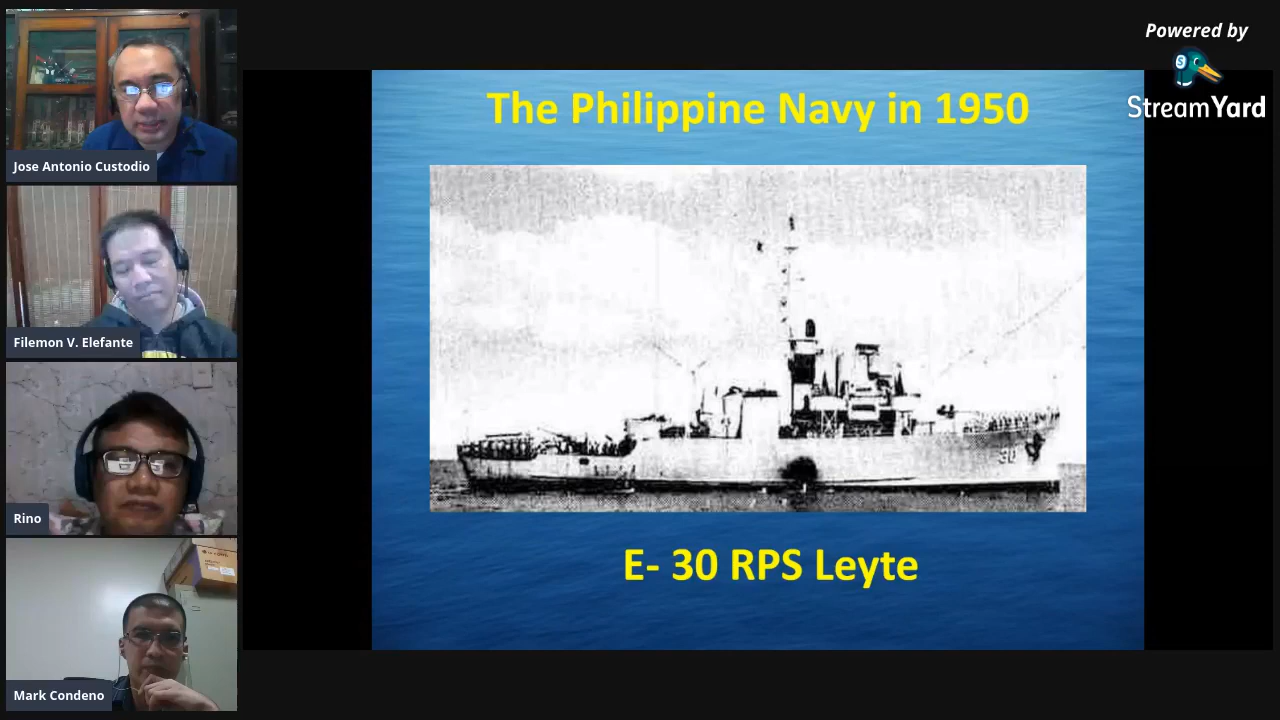 Jose Antonio Custodio
Filemon V. Elefante
Rino
Mark Condeno
The Philippine Navy in 1950
E- 30 RPS Leyte
Powered by
StreamYard